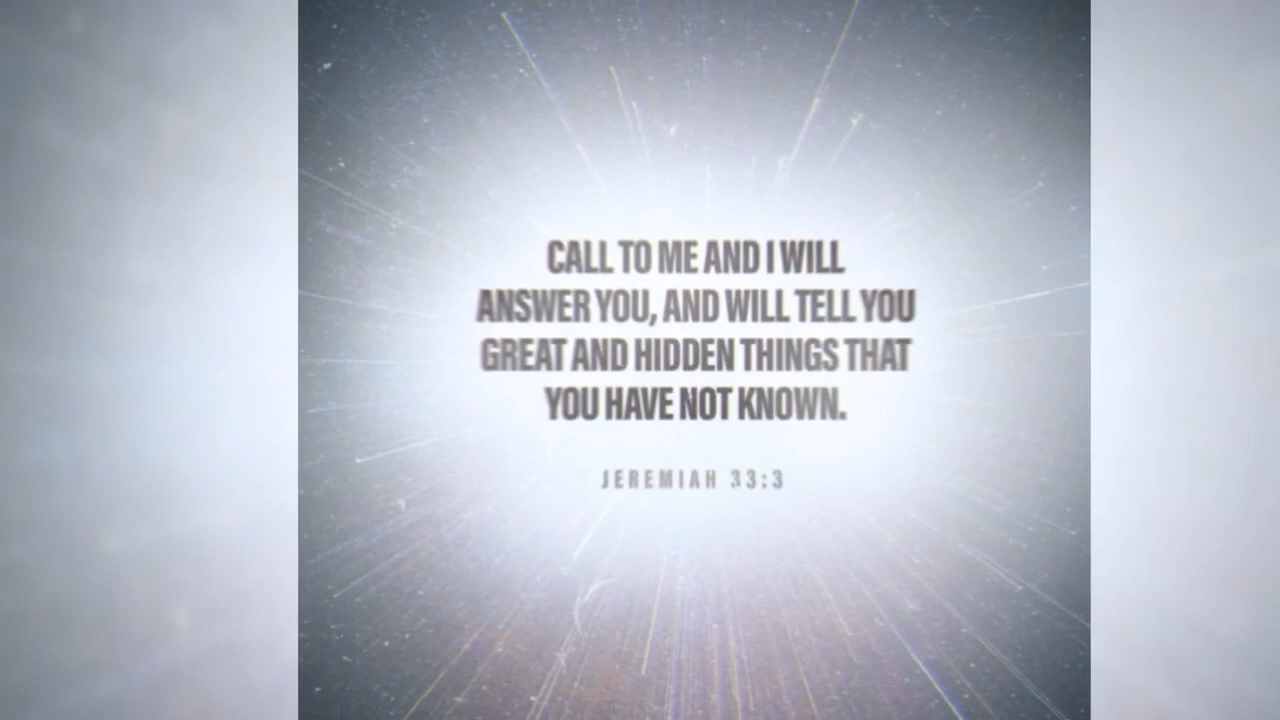 CALL TO ME AND I WILL
ANSWER YOU, AND WILL TELL YOU
GREAT AND HIDDEN THINGS THAT
YOU HAVE NOT KNOWN.
JEREMIAH 33:3